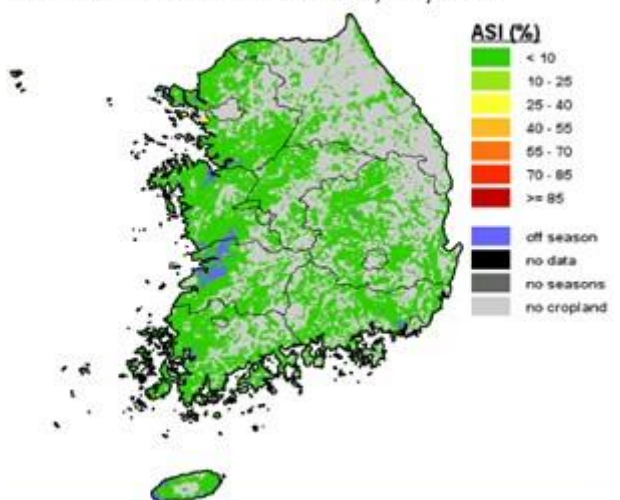 ASI (%)
< 10
10 - 25
25 - 40
40 - 55
55 - 70
70 - 85
>= 85
off season
no data
no seasons
no cropland